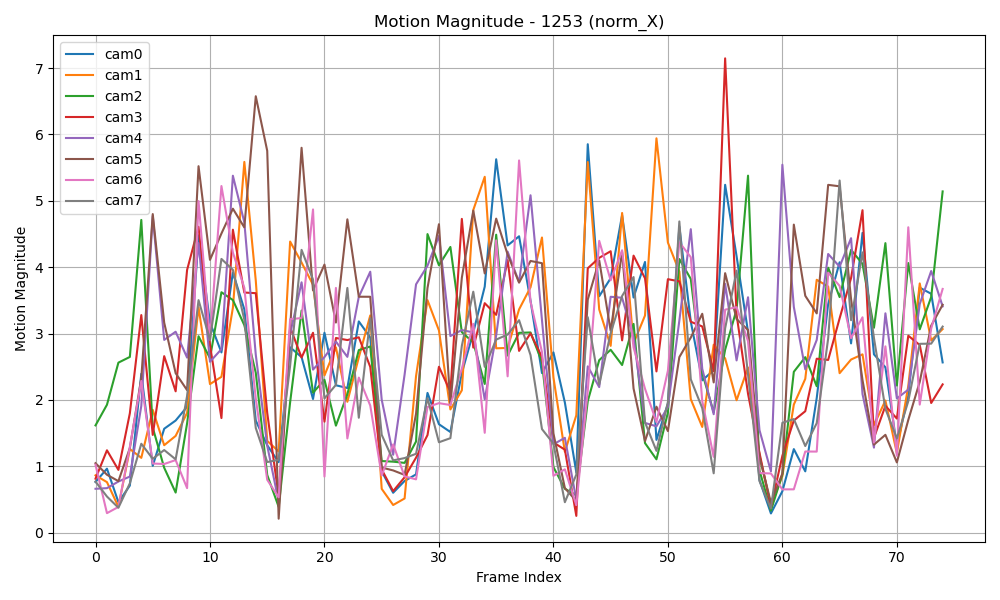 Motion Magnitude - 1253 (norm_X)
cam0
cam1
cam2
cam3
cam4
cam5
cam6
cam7
Motion Magnitude
7
6
5
4
3
2
1
0
0 10 20 30 40 50 60 70
Frame Index